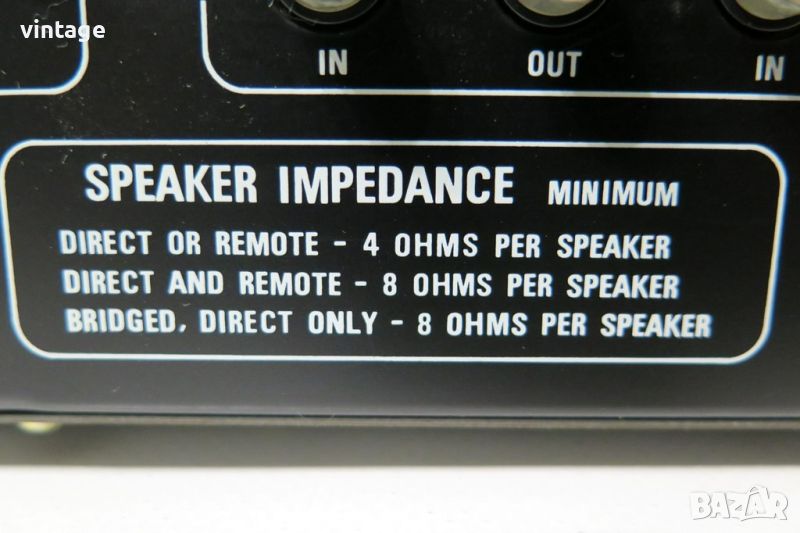 vintage
IN OUT IN
SPEAKER IMPEDANCE MINIMUM
DIRECT OR REMOTE - 4 OHMS PER SPEAKER
DIRECT AND REMOTE - 8 OHMS PER SPEAKER
BRIDGED, DIRECT ONLY - 8 OHMS PER SPEAKER
BAZAR